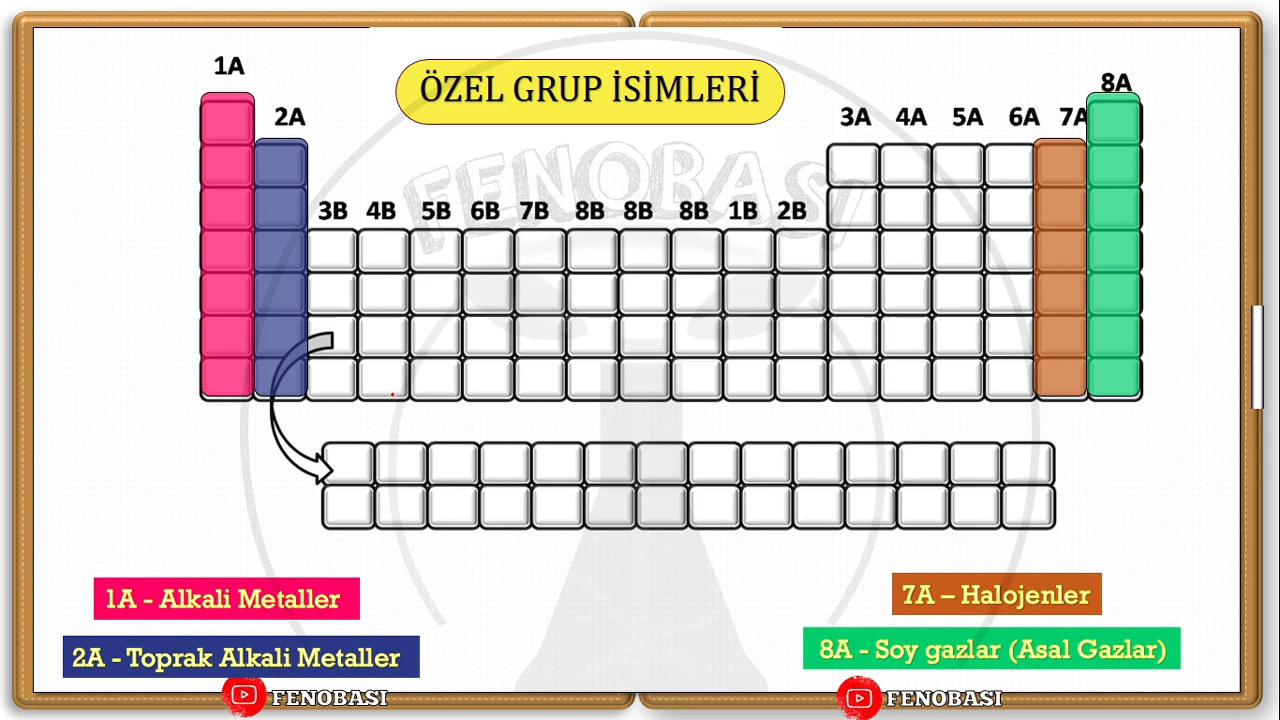 1A
ÖZEL GRUP İSİMLERİ
8A
2A
3A 4A 5A 6A 7A
FENOBASI
3B 4B 5B 6B 7B 8B 8B 8B 1B 2B
1A - Alkali Metaller
7A – Halojenler
2A - Toprak Alkali Metaller
8A - Soy gazlar (Asal Gazlar)
FENOBASI
FENOBASI